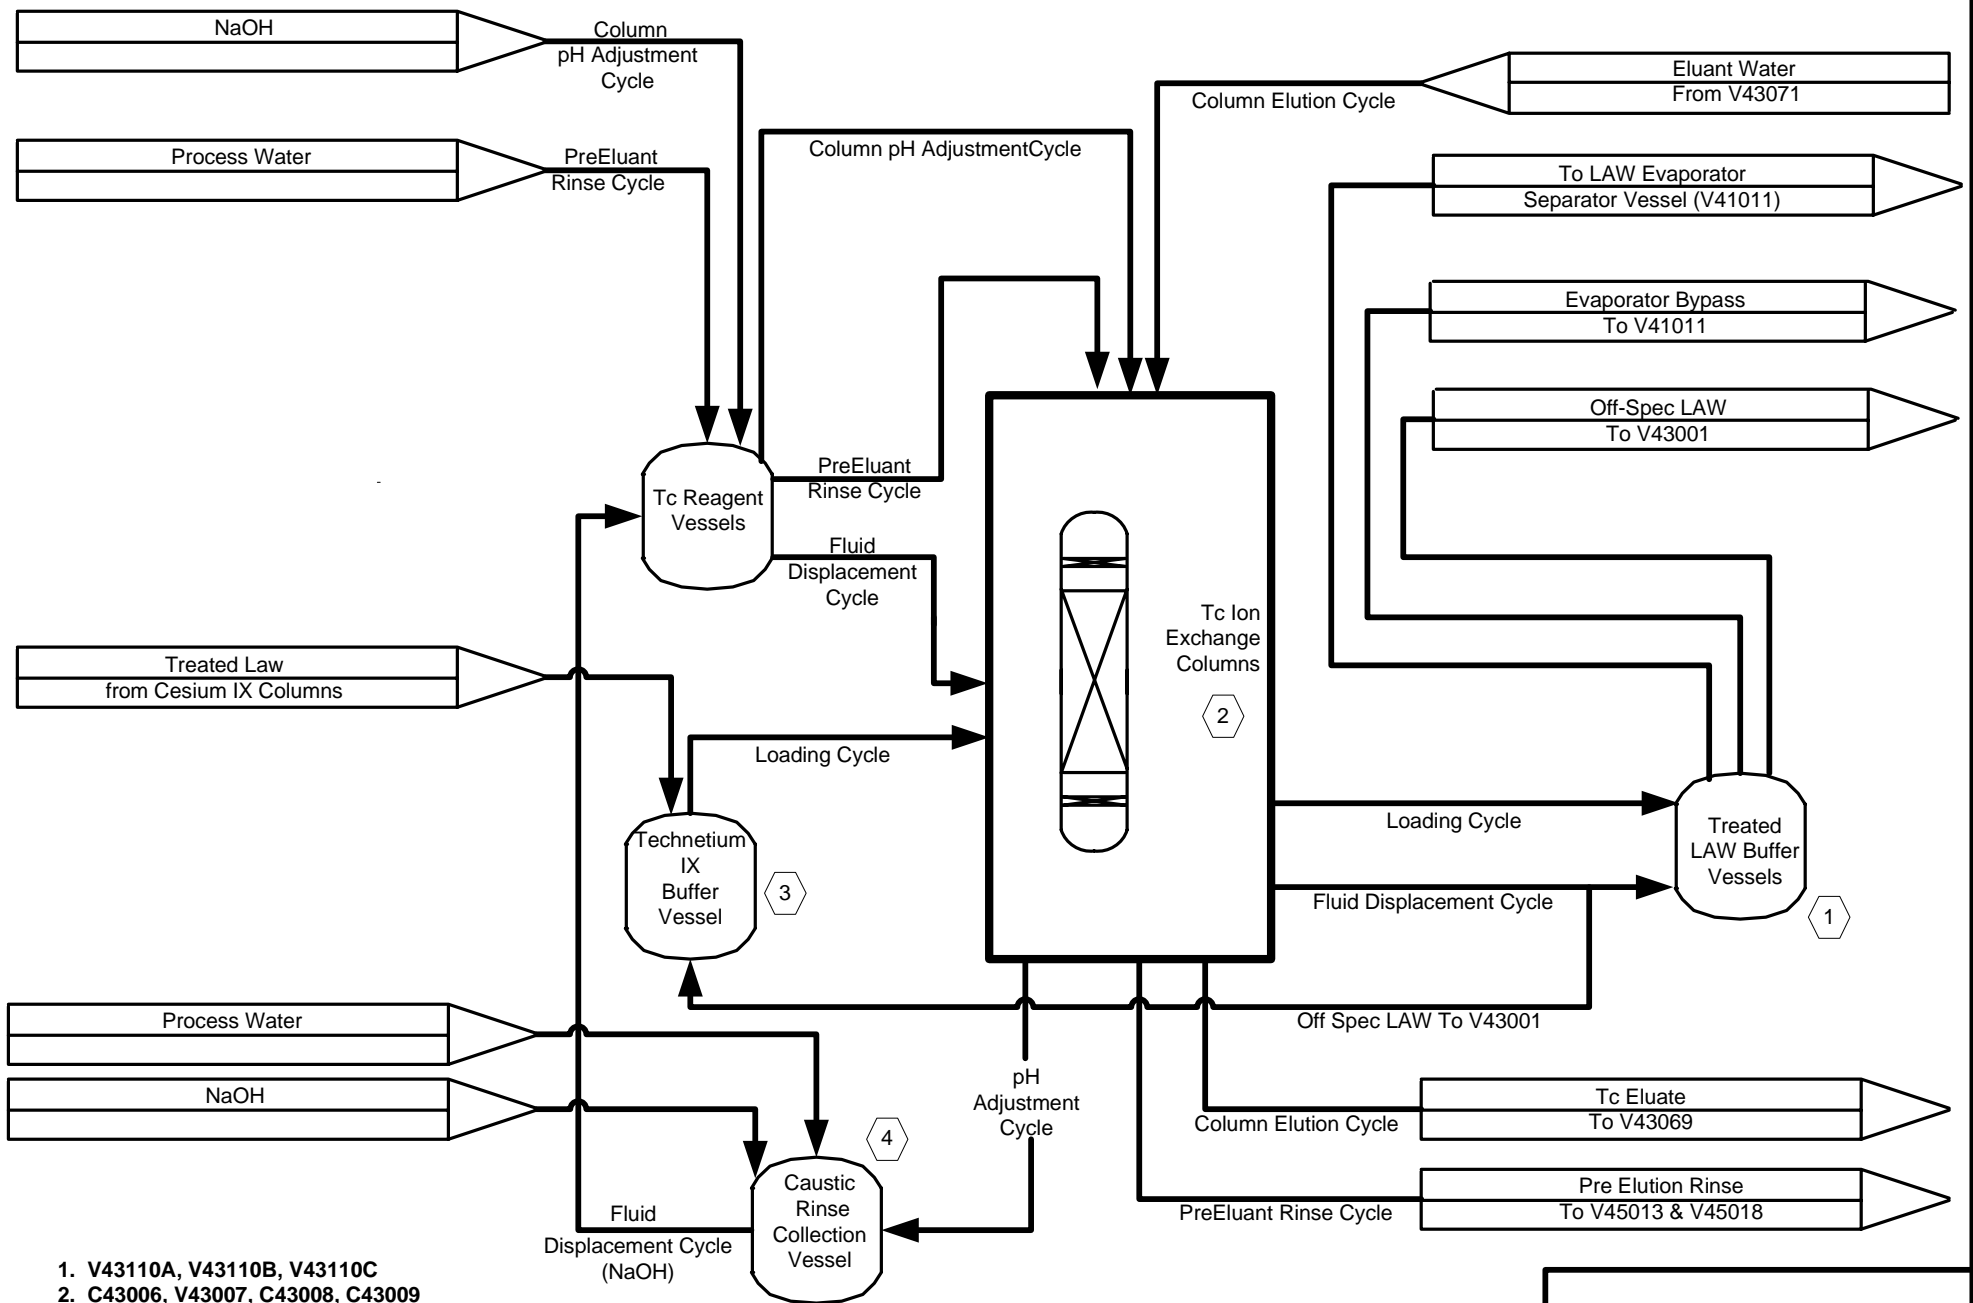 NaOH
Column
pH Adjustment
Cycle
Eluant Water
From V43071
Column Elution Cycle
Process Water
PreEluant
Rinse Cycle
Column pH AdjustmentCycle
To LAW Evaporator
Separator Vessel (V41011)
Evaporator Bypass
To V41011
Off-Spec LAW
To V43001
PreEluant
Rinse Cycle
Tc Reagent
Vessels
Fluid
Displacement
Cycle
Tc Ion
Exchange
Columns
2
Treated Law
from Cesium IX Columns
Loading Cycle
Technetium
IX
Buffer
Vessel
3
Loading Cycle
Treated
LAW Buffer
Vessels
1
Fluid Displacement Cycle
Off Spec LAW To V43001
Process Water
NaOH
pH
Adjustment
Cycle
Tc Eluate
To V43069
Column Elution Cycle
4
Caustic
Rinse
Collection
Vessel
Pre Elution Rinse
To V45013 & V45018
PreEluant Rinse Cycle
Fluid
Displacement Cycle
(NaOH)
1. V43110A, V43110B, V43110C
2. C43006, V43007, C43008, C43009